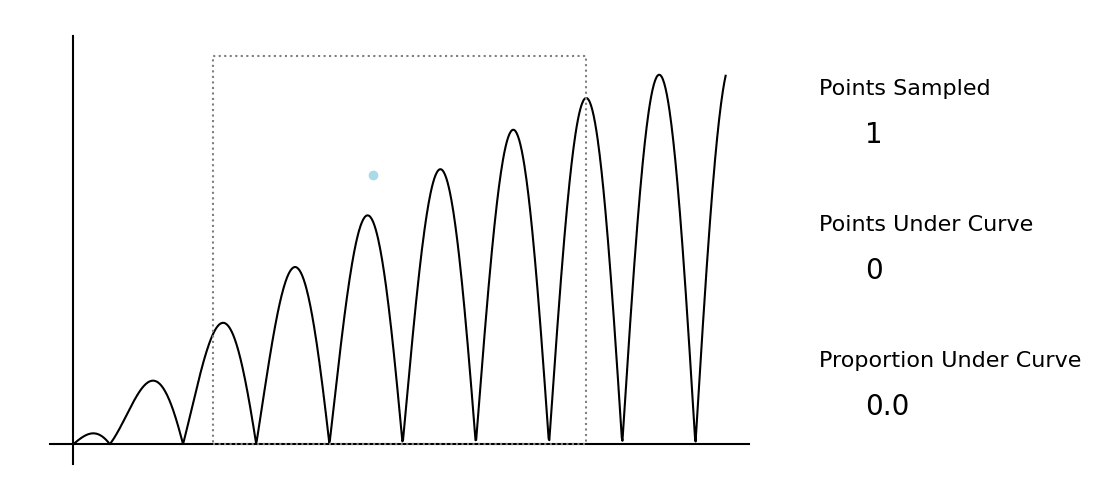 Points Sampled
1
Points Under Curve
0
Proportion Under Curve
0.0